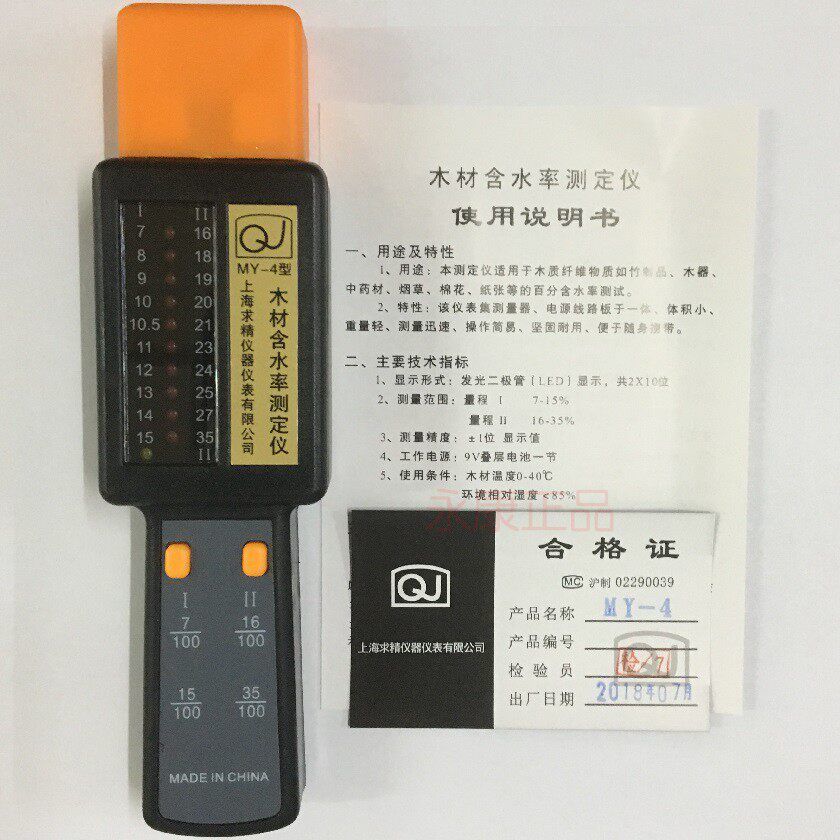 I II
7 16
8 18
9 19
10 20
10.5 21
11 23
12 24
13 25
14 27
15 35
II
QJ
MY-4型
木材含水率测定仪
上海求精仪器仪表有限公司
I II
7/100 16/100
15/100 35/100
MADE IN CHINA
木材含水率测定仪
使用说明书
一、用途及特性
1、用途：本测定仪适用于木质纤维物质如竹制品、木器、
中药材、烟草、棉花、纸张等的百分含水率测试。
2、特性：该仪表集测量器、电源线路板于一体、体积小、
重量轻、测量迅速、操作简易、坚固耐用、便于随身携带。
二、主要技术指标
1、显示形式：发光二极管[LED]显示，共2X10位
2、测量范围：量程 I 7-15%
量程 II 16-35%
3、测量精度：±1位 显示值
4、工作电源：9V叠层电池一节
5、使用条件：木材温度0-40℃
环境相对湿度<85%
永康正品
QJ
上海求精仪器仪表有限公司
合格证
MC 沪制 02290039
产品名称 MY-4
产品编号
检验员 检/7
出厂日期 2018年07月
QJ